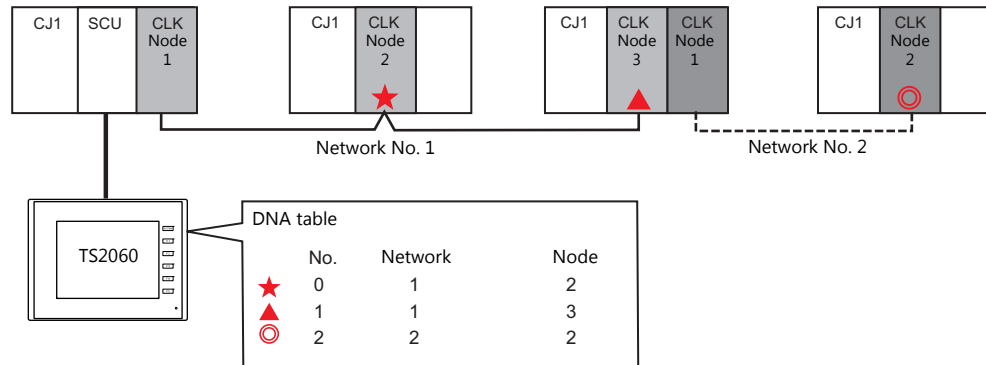 CJ1 SCU CLK Node 1
CJ1 CLK Node 2
CJ1 CLK Node 3 CLK Node 1
CJ1 CLK Node 2
Network No. 1
Network No. 2
TS2060
DNA table
No. Network Node
0 1 2
1 1 3
2 2 2